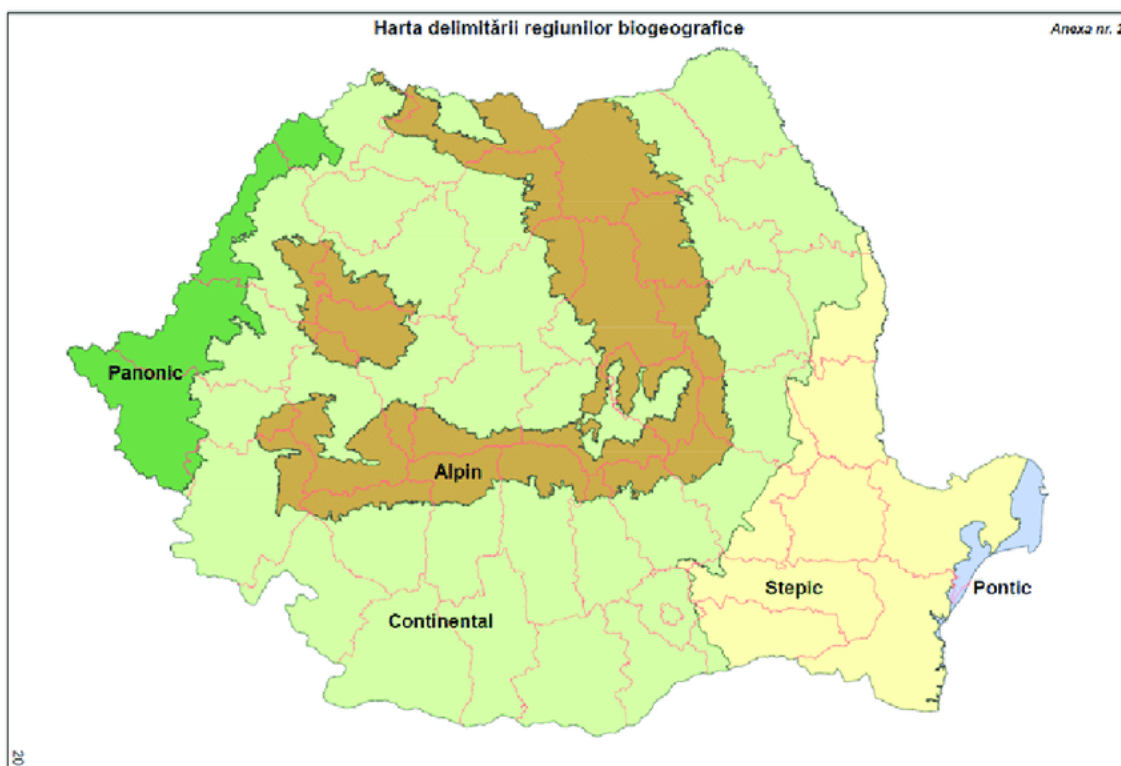 Harta delimitării regiunilor biogeografice
Anexa nr. 2
Panonic
Alpin
Stepic
Pontic
Continental
20